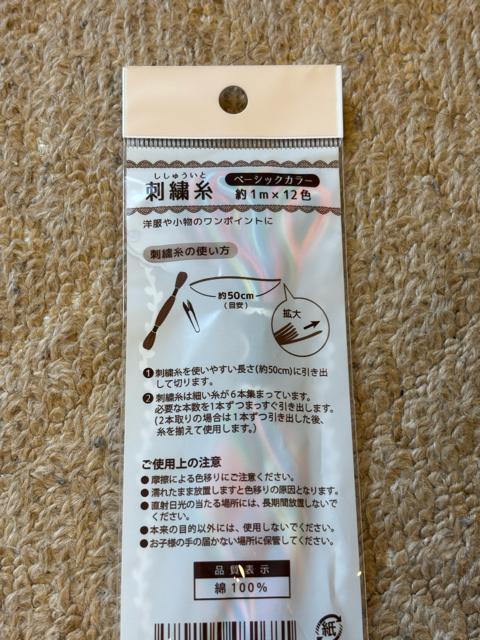 ししゅういと
刺繍糸
ベーシックカラー
約1m×12色
洋服や小物のワンポイントに
刺繍糸の使い方
約50cm
(目安)
拡大
❶ 刺繍糸を使いやすい長さ(約50cm)に引き出
して切ります。
❷ 刺繍糸は細い糸が6本集まっています。
必要な本数を1本ずつまっすぐ引き出します。
(2本取りの場合は1本ずつ引き出した後、
糸を揃えて使用します。)
ご使用上の注意
●摩擦による色移りにご注意ください。
●濡れたまま放置しますと色移りの原因となります。
●直射日光の当たる場所には、長期間放置しないで
ください。
●本来の目的以外には、使用しないでください。
●お子様の手の届かない場所に保管してください。
品質表示
綿100%
紙